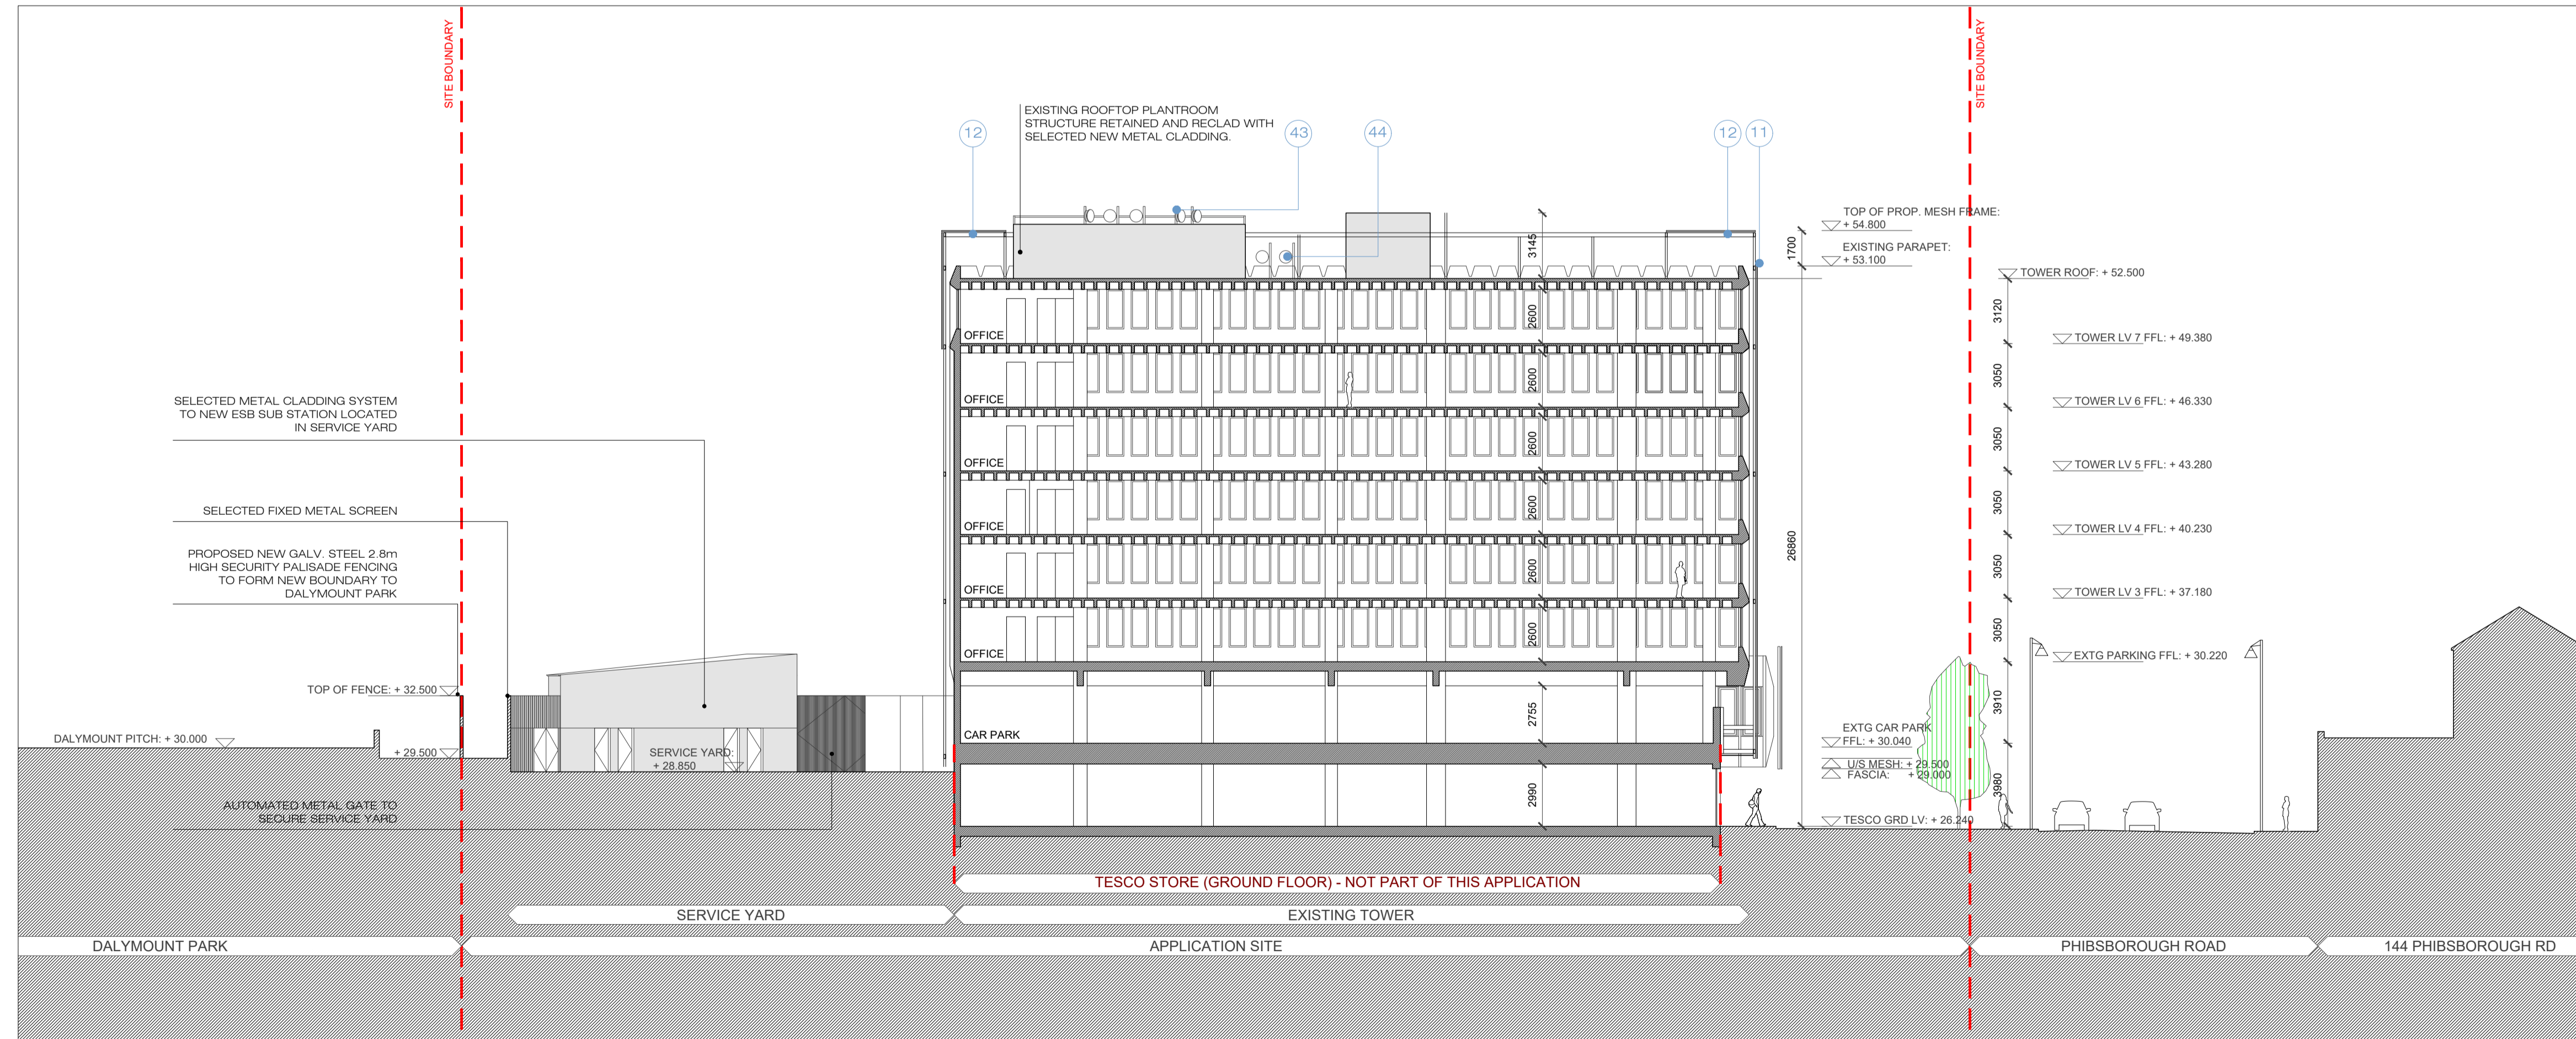 SITE BOUNDARY
SITE BOUNDARY
EXISTING ROOFTOP PLANTROOM
STRUCTURE RETAINED AND RECLAD WITH
SELECTED NEW METAL CLADDING.
12
43
44
12
11
TOP OF PROP. MESH FRAME:
+ 54.800
EXISTING PARAPET:
+ 53.100
3145
1700
TOWER ROOF: + 52.500
3120
TOWER LV 7 FFL: + 49.380
3050
TOWER LV 6 FFL: + 46.330
3050
TOWER LV 5 FFL: + 43.280
3050
TOWER LV 4 FFL: + 40.230
3050
TOWER LV 3 FFL: + 37.180
3050
EXTG PARKING FFL: + 30.220
3910
3980
OFFICE
2600
OFFICE
2600
OFFICE
2600
OFFICE
2600
OFFICE
2600
OFFICE
2600
26860
CAR PARK
2755
2990
SELECTED METAL CLADDING SYSTEM
TO NEW ESB SUB STATION LOCATED
IN SERVICE YARD
SELECTED FIXED METAL SCREEN
PROPOSED NEW GALV. STEEL 2.8m
HIGH SECURITY PALISADE FENCING
TO FORM NEW BOUNDARY TO
DALYMOUNT PARK
TOP OF FENCE: + 32.500
DALYMOUNT PITCH: + 30.000
+ 29.500
SERVICE YARD:
+ 28.850
AUTOMATED METAL GATE TO
SECURE SERVICE YARD
EXTG CAR PARK
FFL: + 30.040
U/S MESH: + 29.500
FASCIA: + 29.000
TESCO GRD LV: + 26.240
TESCO STORE (GROUND FLOOR) - NOT PART OF THIS APPLICATION
SERVICE YARD
EXISTING TOWER
DALYMOUNT PARK
APPLICATION SITE
PHIBSBOROUGH ROAD
144 PHIBSBOROUGH RD